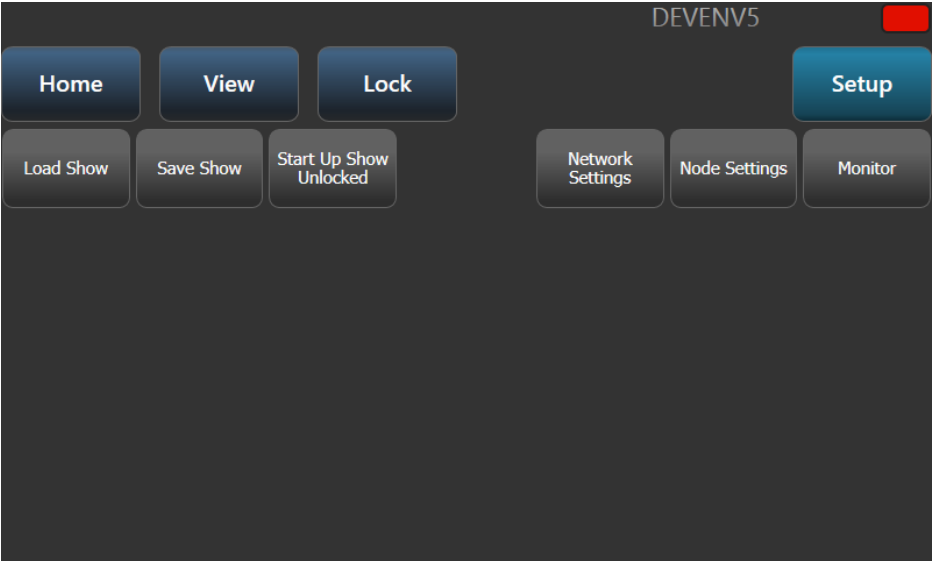 DEVENV5
Home
View
Lock
Setup
Load Show
Save Show
Start Up Show
Unlocked
Network
Settings
Node Settings
Monitor